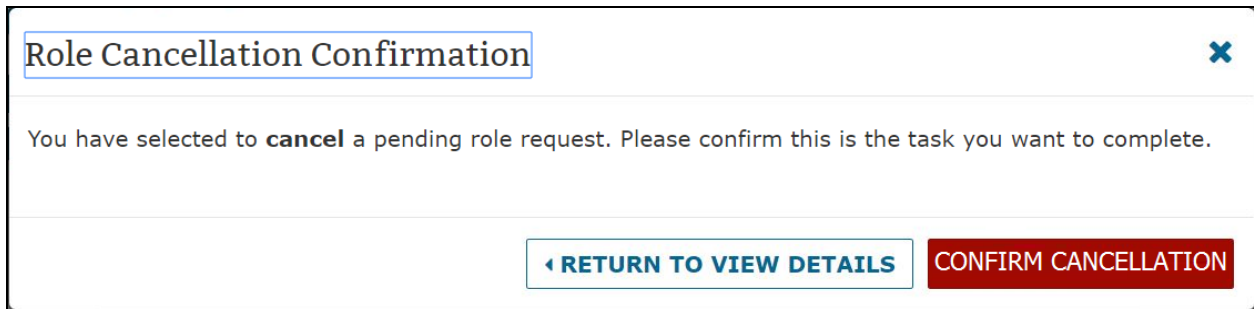 Role Cancellation Confirmation
You have selected to cancel a pending role request. Please confirm this is the task you want to complete.
RETURN TO VIEW DETAILS
CONFIRM CANCELLATION